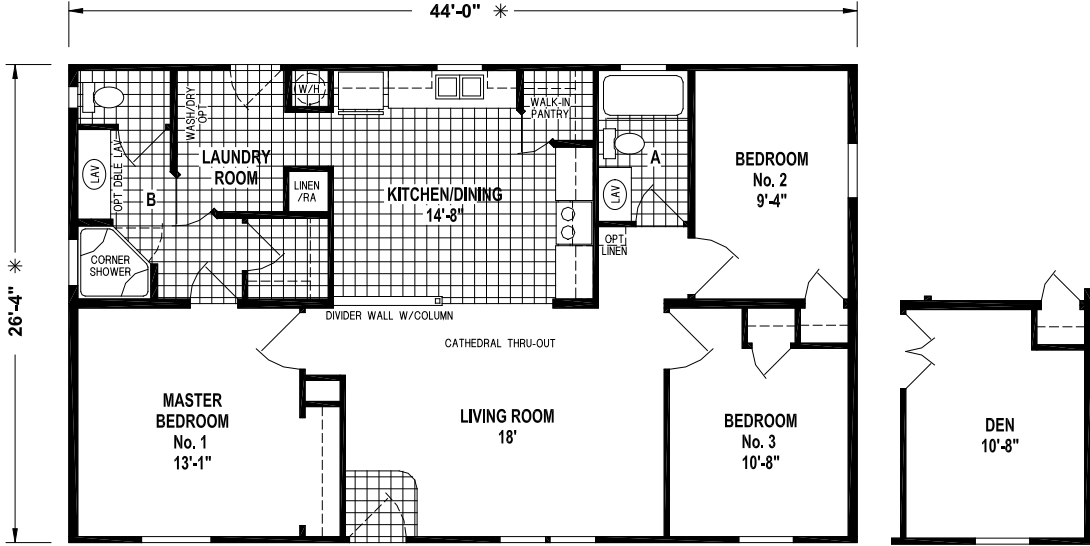 44'-0" ✳
26'-4" ✳
W/H
WALK-IN
PANTRY
WASH/DRY
OPT
LAUNDRY
ROOM
LINEN
/RA
KITCHEN/DINING
14'-8"
A
LAV
OPT
LINEN
BEDROOM
No. 2
9'-4"
LAV
OPT DBLE LAV
B
CORNER
SHOWER
DIVIDER WALL W/COLUMN
CATHEDRAL THRU-OUT
MASTER
BEDROOM
No. 1
13'-1"
LIVING ROOM
18'
BEDROOM
No. 3
10'-8"
DEN
10'-8"